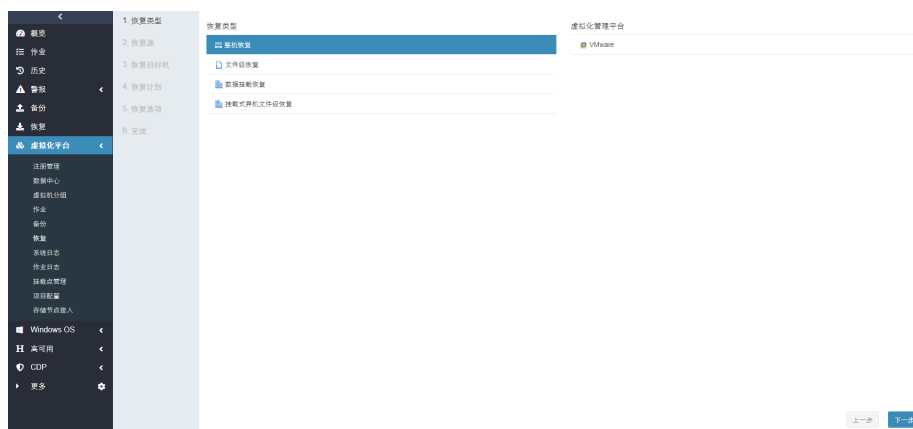 概览
作业
历史
警报
备份
恢复
虚拟化平台
注册管理
数据中心
虚拟机分组
作业
备份
恢复
系统日志
作业日志
挂载点管理
项目配置
存储节点接入
Windows OS
高可用
CDP
更多
1. 恢复类型
2. 恢复源
3. 恢复目标机
4. 恢复计划
5. 恢复选项
6. 完成
恢复类型
整机恢复
文件级恢复
数据挂载恢复
挂载式异机文件级恢复
虚拟化管理平台
VMware
上一步
下一步